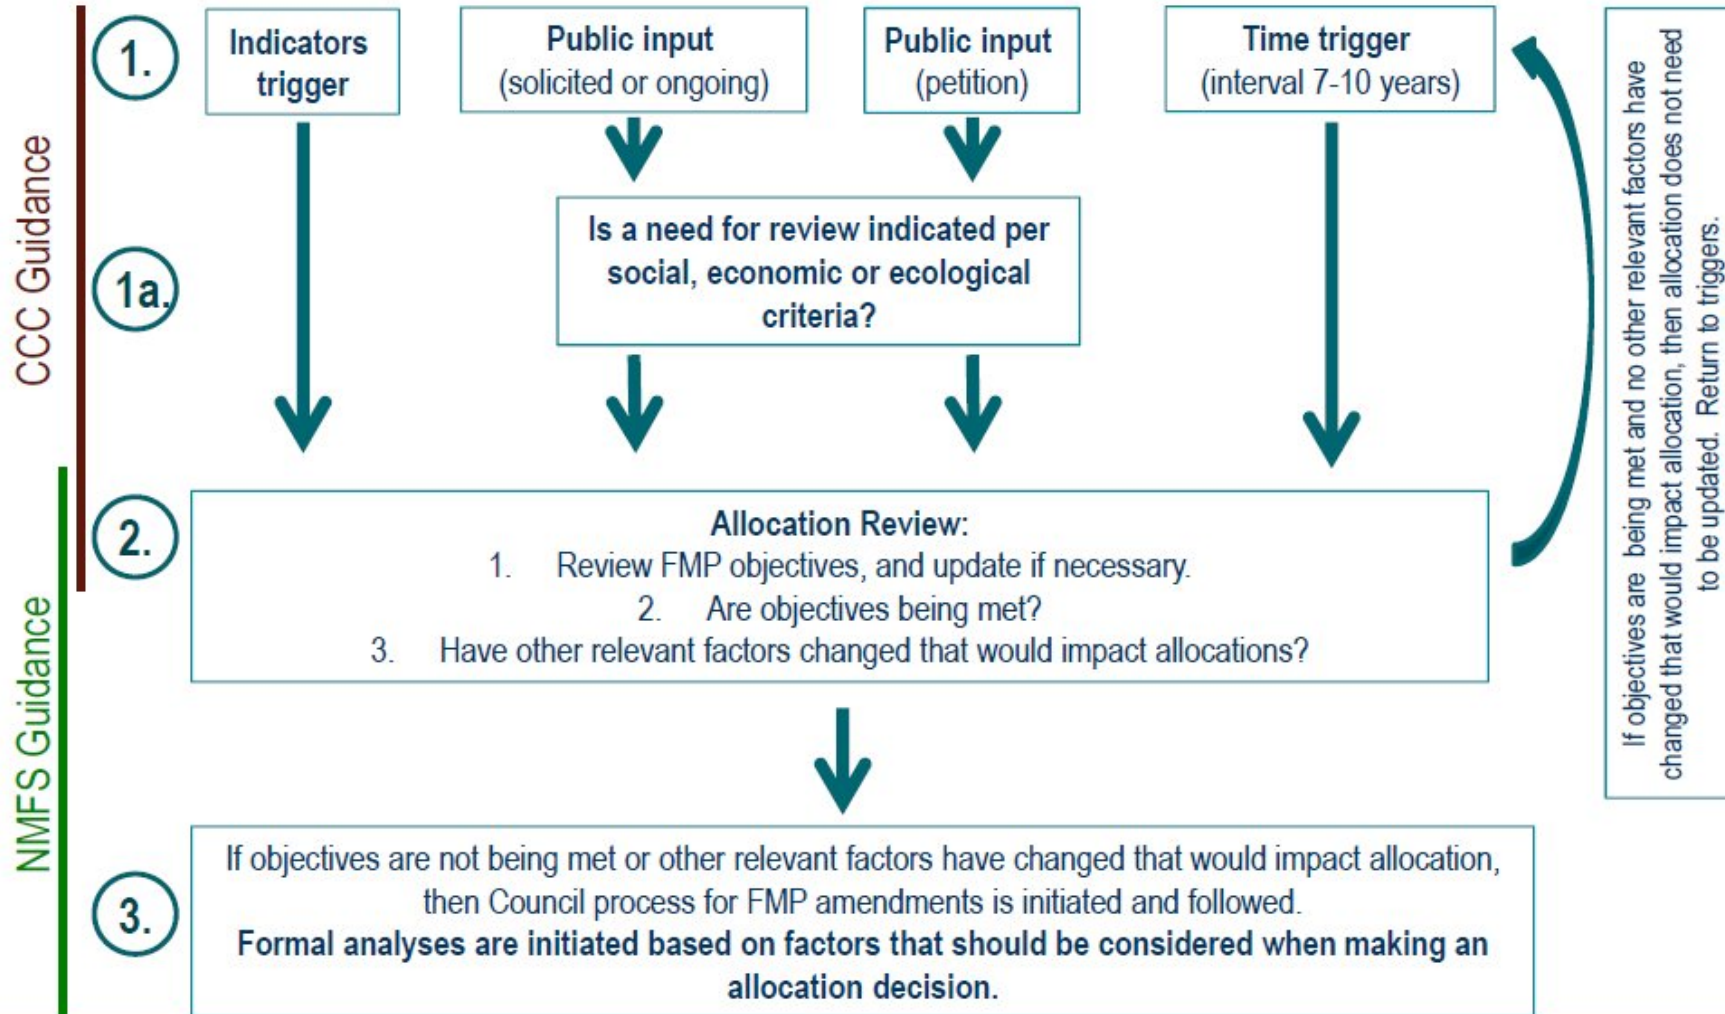 CCC Guidance
NMFS Guidance
1.
Indicators
trigger
Public input
(solicited or ongoing)
Public input
(petition)
Time trigger
(interval 7-10 years)
1a.
Is a need for review indicated per
social, economic or ecological
criteria?
2.
Allocation Review:
1. Review FMP objectives, and update if necessary.
2. Are objectives being met?
3. Have other relevant factors changed that would impact allocations?
3.
If objectives are not being met or other relevant factors have changed that would impact allocation,
then Council process for FMP amendments is initiated and followed.
Formal analyses are initiated based on factors that should be considered when making an
allocation decision.
If objectives are being met and no other relevant factors have
changed that would impact allocation, then allocation does not need
to be updated. Return to triggers.